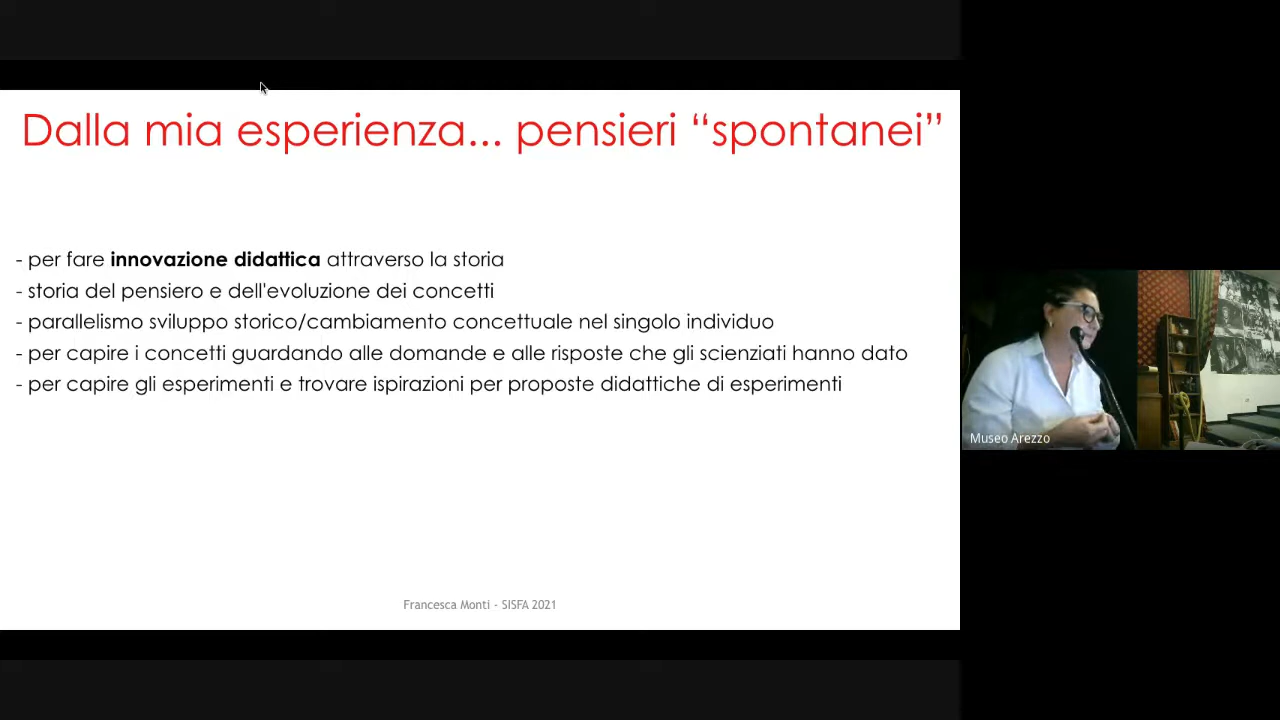 Dalla mia esperienza... pensieri “spontanei”
- per fare innovazione didattica attraverso la storia
- storia del pensiero e dell'evoluzione dei concetti
- parallelismo sviluppo storico/cambiamento concettuale nel singolo individuo
- per capire i concetti guardando alle domande e alle risposte che gli scienziati hanno dato
- per capire gli esperimenti e trovare ispirazioni per proposte didattiche di esperimenti
Museo Arezzo
Francesca Monti - SISFA 2021